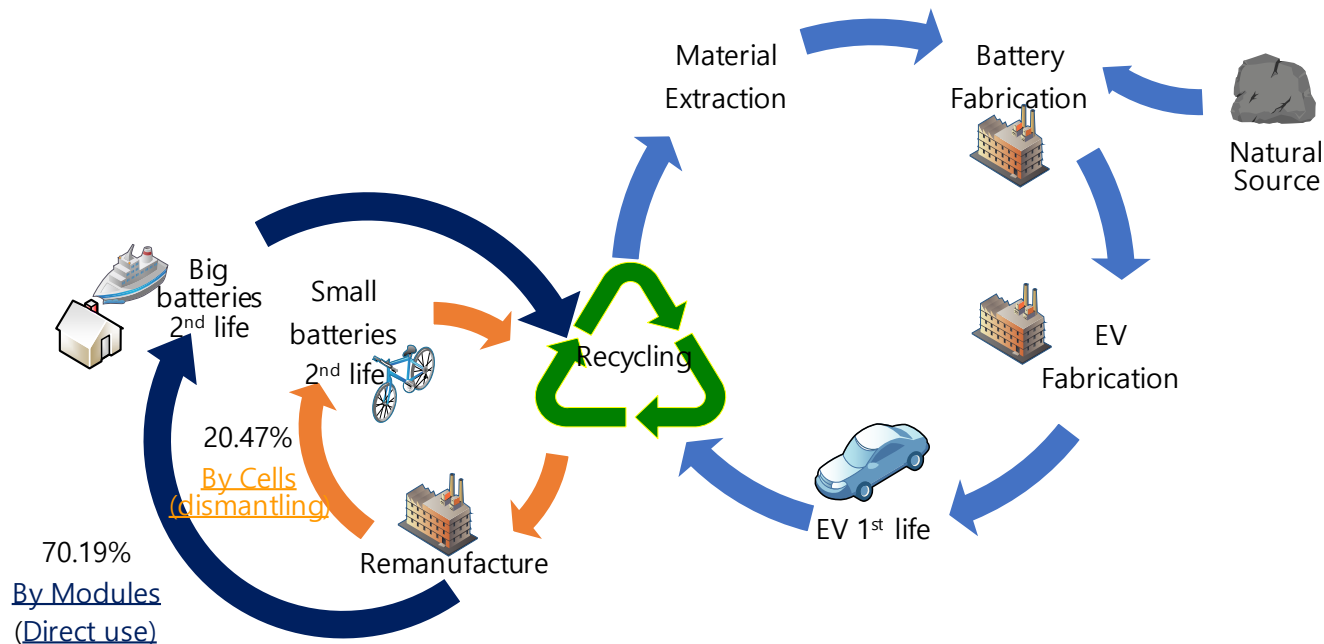 Material
Extraction
Battery
Fabrication
Natural
Source
Big
batteries
2nd life
Small
batteries
2nd life
Recycling
EV
Fabrication
20.47%
By Cells
(dismantling)
EV 1st life
Remanufacture
70.19%
By Modules
(Direct use)